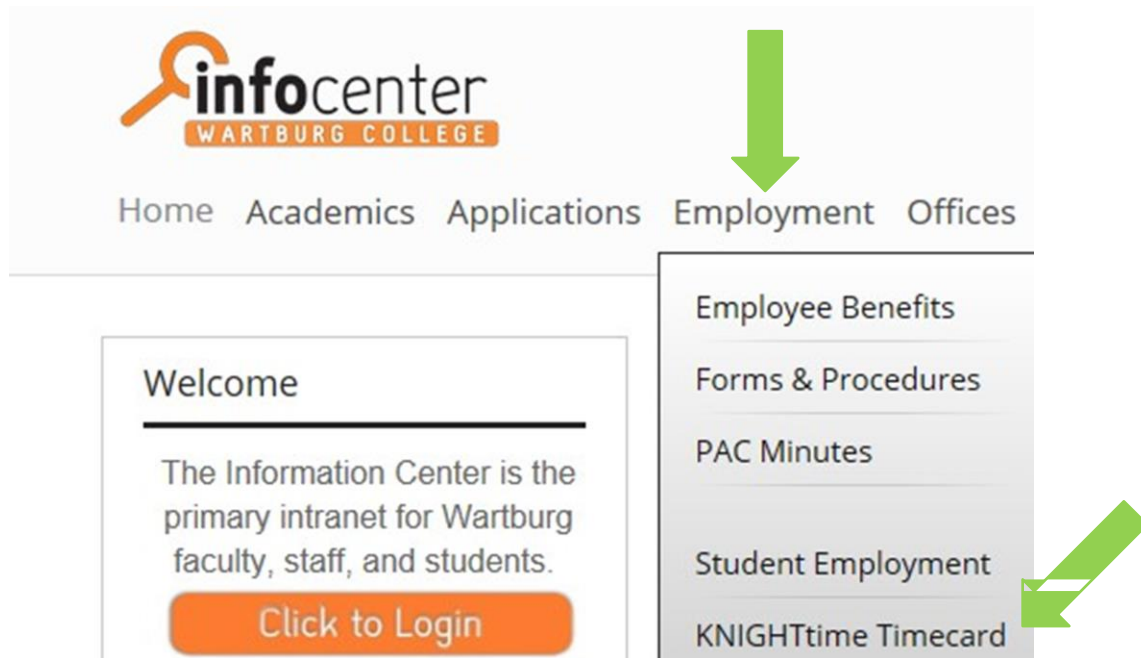 infocenter
WARTBURG COLLEGE
Home Academics Applications Employment Offices
Employee Benefits
Forms & Procedures
PAC Minutes
Student Employment
KNIGHTtime Timecard
Welcome
The Information Center is the
primary intranet for Wartburg
faculty, staff, and students.
Click to Login